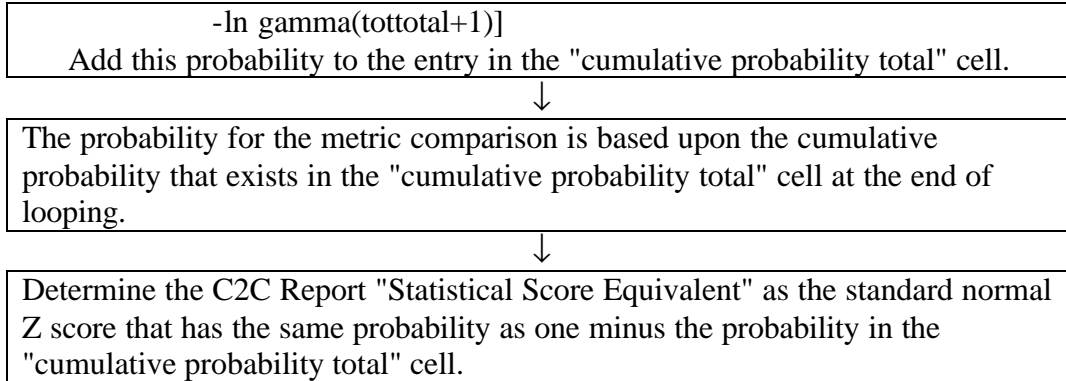 -ln gamma(tottotal+1)]
Add this probability to the entry in the "cumulative probability total" cell.
↓
The probability for the metric comparison is based upon the cumulative
probability that exists in the "cumulative probability total" cell at the end of
looping.
↓
Determine the C2C Report "Statistical Score Equivalent" as the standard normal
Z score that has the same probability as one minus the probability in the
"cumulative probability total" cell.